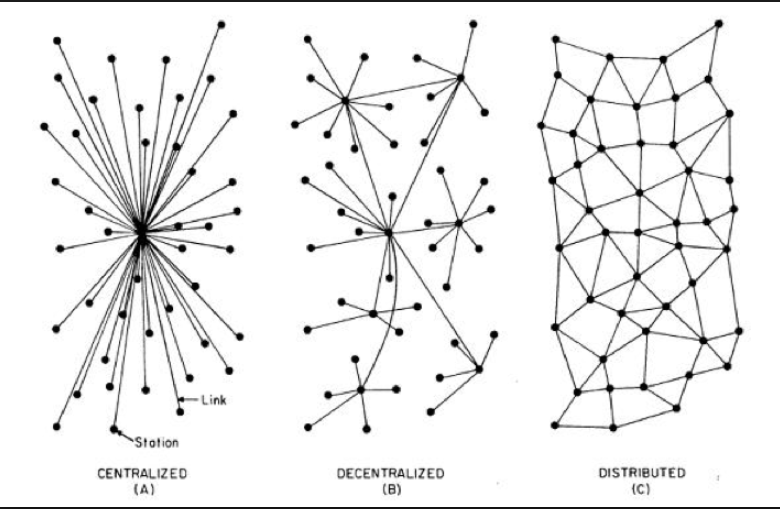 Link
Station
CENTRALIZED
(A)
DECENTRALIZED
(B)
DISTRIBUTED
(C)